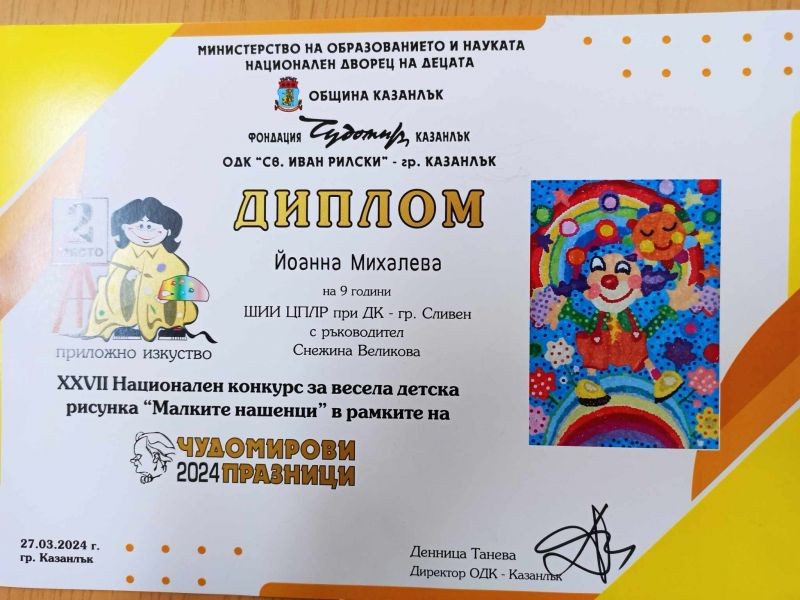 МИНИСТЕРСТВО НА ОБРАЗОВАНИЕТО И НАУКАТА
НАЦИОНАЛЕН ДВОРЕЦ НА ДЕЦАТА
ОБЩИНА КАЗАНЛЪК
ФОНДАЦИЯ Чудомир КАЗАНЛЪК
ОДК "СВ. ИВАН РИЛСКИ" - гр. КАЗАНЛЪК
ДИПЛОМ
2
МЯСТО
приложно изкуство
Йоанна Михалева
на 9 години
ШИИ ЦПЛР при ДК - гр. Сливен
с ръководител
Снежина Великова
XXVII Национален конкурс за весела детска
рисунка "Малките нашенци" в рамките на
ЧУДОМИРОВИ
2024 ПРАЗНИЦИ
27.03.2024 г.
гр. Казанлък
Денница Танева
Директор ОДК - Казанлък